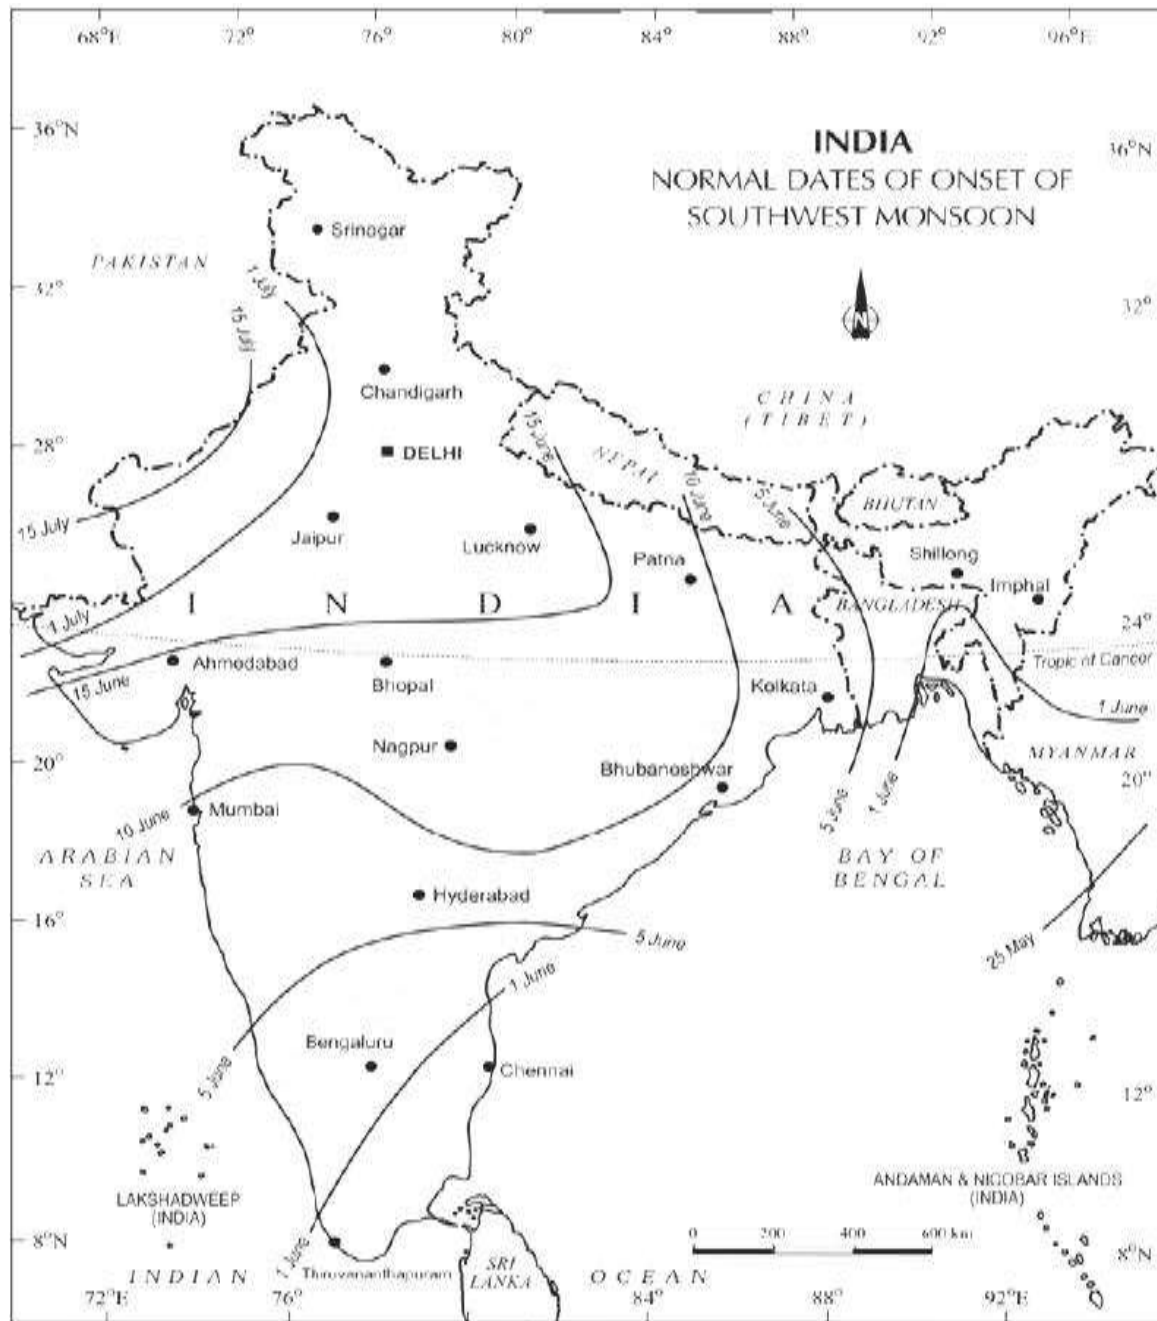 68°E 72° 76° 80° 84° 88° 92° 96°E
36°N
INDIA
NORMAL DATES OF ONSET OF
SOUTHWEST MONSOON
36°N
Srinagar
PAKISTAN
1 July
15 July
32°
32°
N
Chandigarh
CHINA
(TIBET)
15 June
28°
DELHI
NEPAL
10 June
5 June
BHUTAN
15 July
Jaipur
Lucknow
Patna
Shillong
Imphal
INDIA
BANGLADESH
1 July
24°
Tropic of Cancer
Ahmedabad
15 June
Bhopal
Kolkata
1 June
Nagpur
MYANMAR
20°
Bhubaneshwar
20°
10 June
Mumbai
5 June
1 June
ARABIAN
SEA
BAY OF
BENGAL
Hyderabad
16°
5 June
25 May
1 June
Bengaluru
Chennai
5 June
12°
12°
LAKSHADWEEP
(INDIA)
ANDAMAN & NICOBAR ISLANDS
(INDIA)
1 June
8°N
0 200 400 600 km
8°N
Thiruvananthapuram
SRI
LANKA
INDIAN OCEAN
72°E 76° 84° 88° 92°E